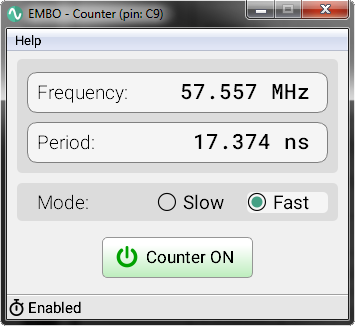 EMBO - Counter (pin: C9)
Help
Frequency: 57.557 MHz
Period: 17.374 ns
Mode: Slow Fast
Counter ON
Enabled